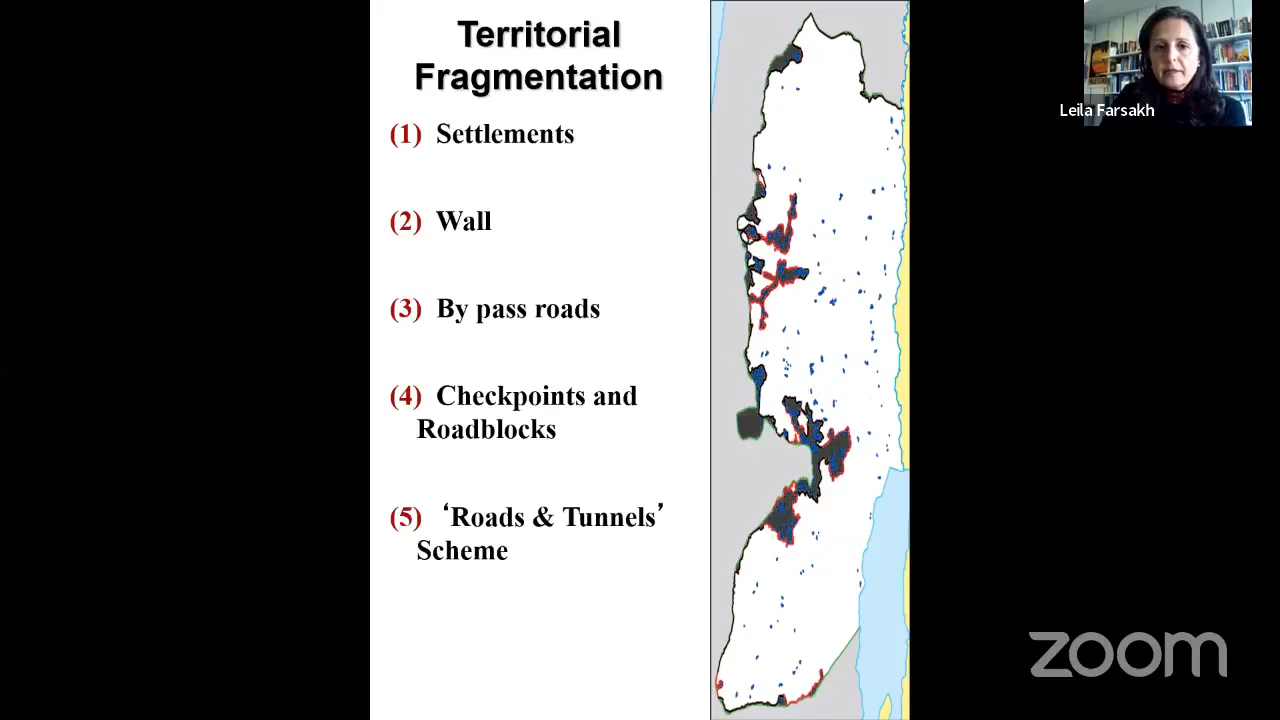 Territorial
Fragmentation
(1) Settlements
(2) Wall
(3) By pass roads
(4) Checkpoints and
Roadblocks
(5) ‘Roads & Tunnels’
Scheme
Leila Farsakh
zoom